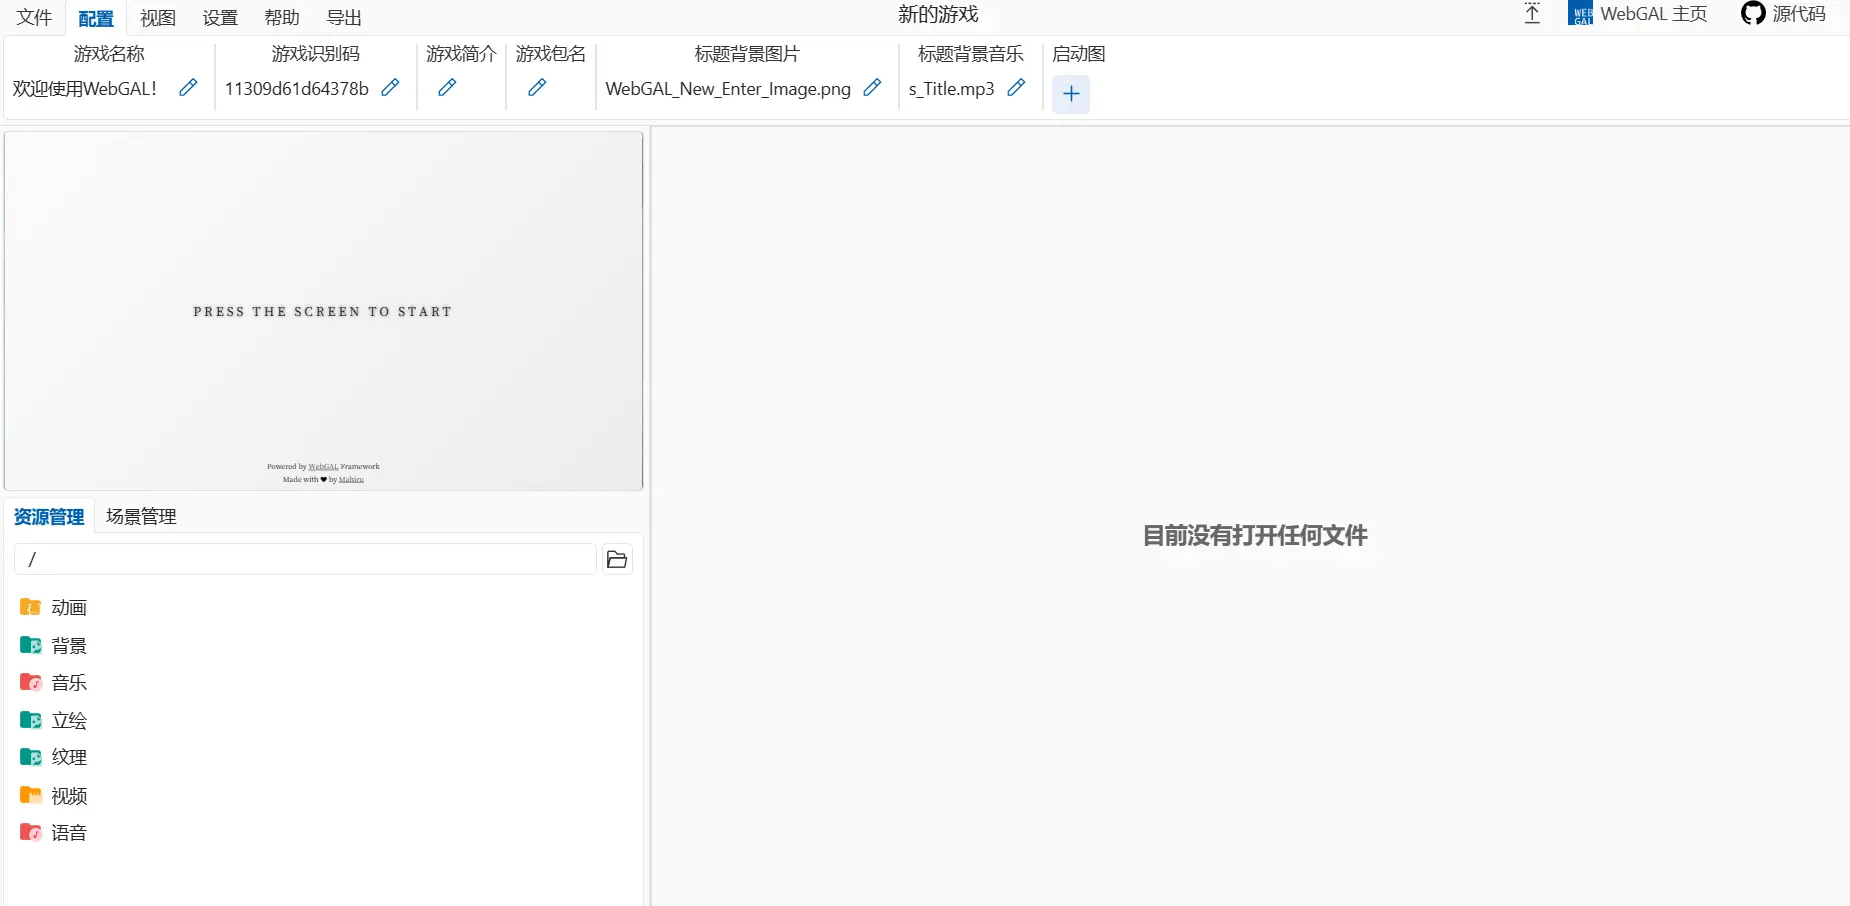 文件 配置 视图 设置 帮助 导出 新的游戏 WebGAL 主页 源代码
游戏名称 游戏识别码 游戏简介 游戏包名 标题背景图片 标题背景音乐 启动图
欢迎使用WebGAL! 11309d61d64378b WebGAL_New_Enter_Image.png s_Title.mp3
PRESS THE SCREEN TO START
Powered by WebGAL Framework
Made with ❤ by Mahiru
资源管理 场景管理
/
目前没有打开任何文件
动画
背景
音乐
立绘
纹理
视频
语音